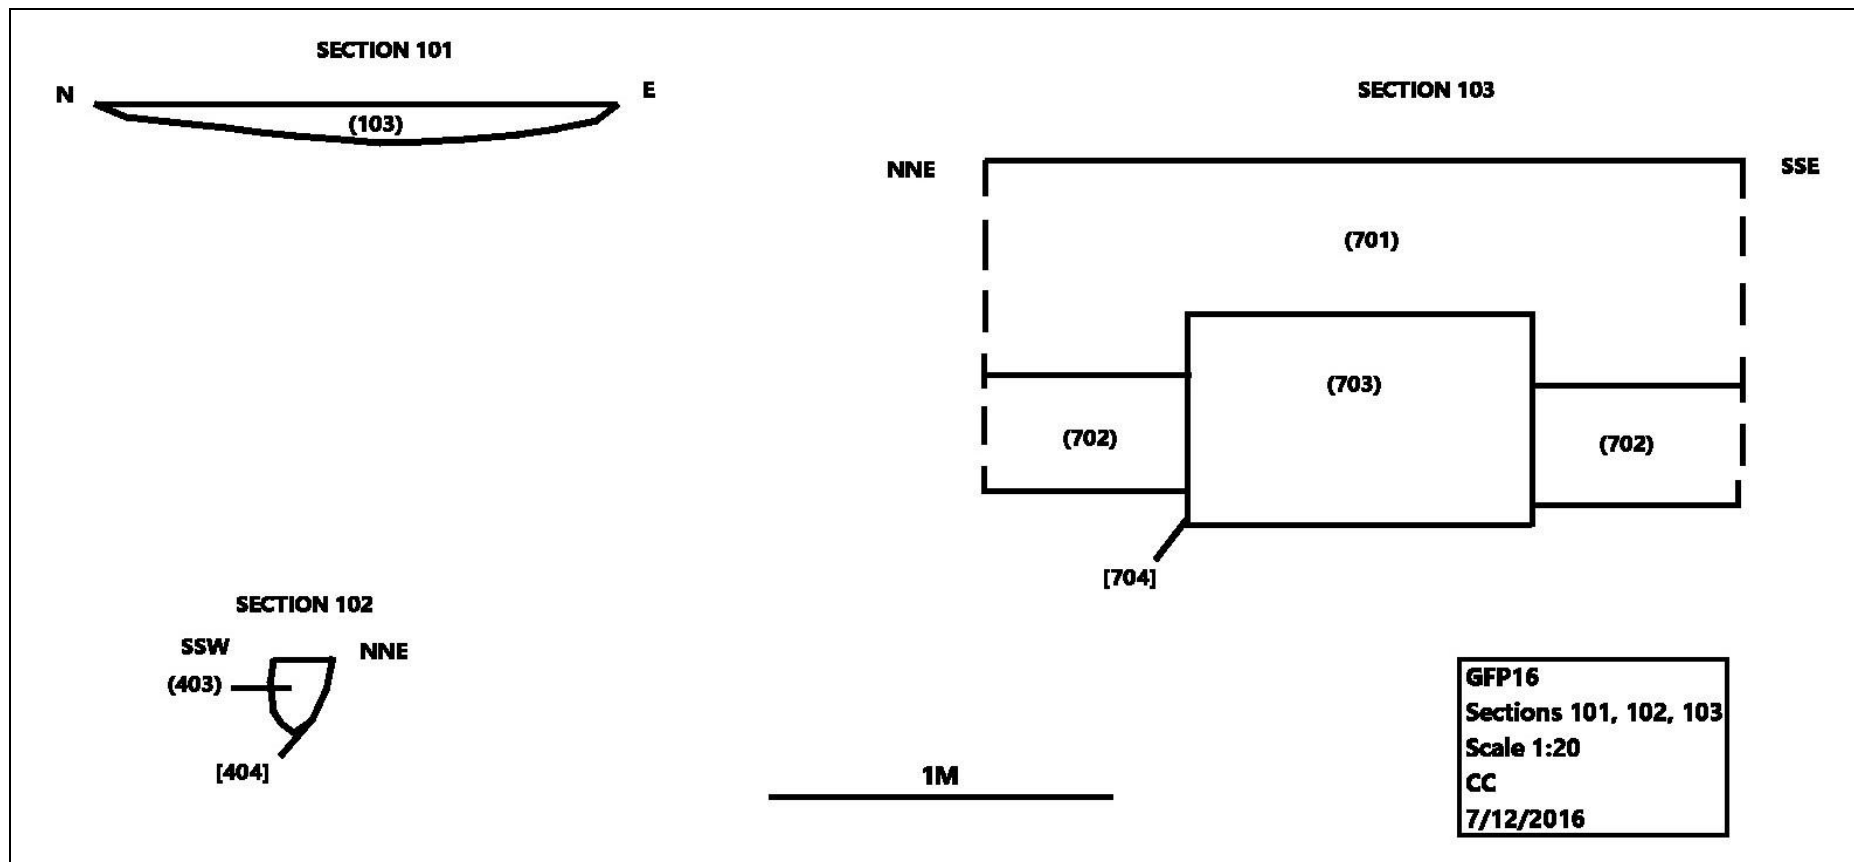 SECTION 101
N
E
(103)
SECTION 103
NNE
SSE
(701)
(703)
(702)
(702)
[704]
SECTION 102
SSW
NNE
(403)
[404]
1M
GFP16
Sections 101, 102, 103
Scale 1:20
CC
7/12/2016